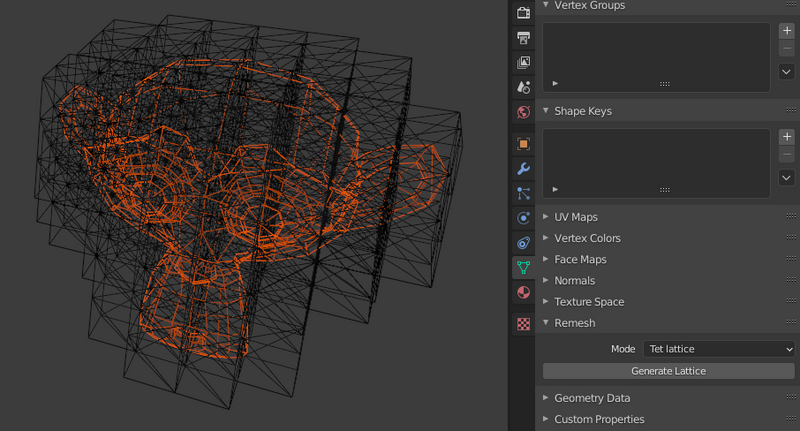 Vertex Groups
Shape Keys
UV Maps
Vertex Colors
Face Maps
Normals
Texture Space
Remesh
Mode Tet lattice
Generate Lattice
Geometry Data
Custom Properties